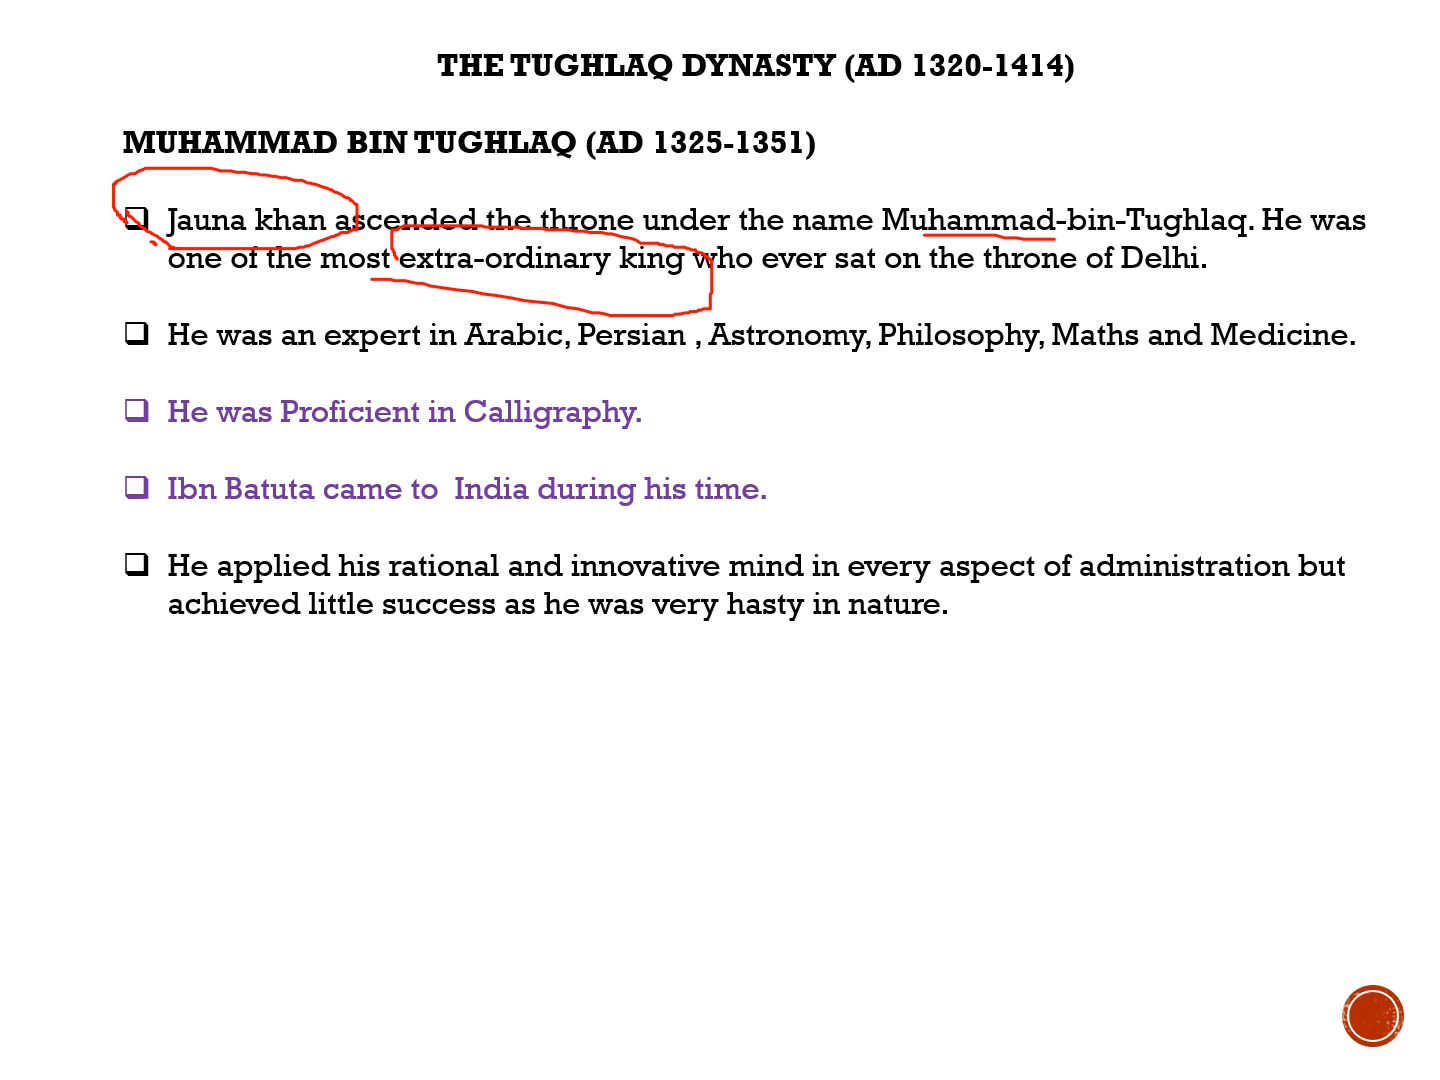 THE TUGHLAQ DYNASTY (AD 1320-1414)
MUHAMMAD BIN TUGHLAQ (AD 1325-1351)
Jauna khan ascended the throne under the name Muhammad-bin-Tughlaq. He was
one of the most extra-ordinary king who ever sat on the throne of Delhi.
He was an expert in Arabic, Persian , Astronomy, Philosophy, Maths and Medicine.
He was Proficient in Calligraphy.
Ibn Batuta came to  India during his time.
He applied his rational and innovative mind in every aspect of administration but
achieved little success as he was very hasty in nature.